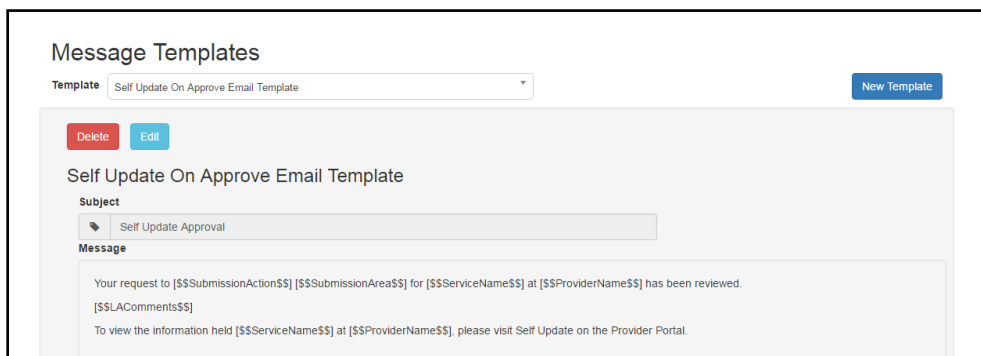 Message Templates
Template Self Update On Approve Email Template New Template
Delete Edit
Self Update On Approve Email Template
Subject
Self Update Approval
Message
Your request to [$$SubmissionAction$$] [$$SubmissionArea$$] for [$$ServiceName$$] at [$$ProviderName$$] has been reviewed.
[$$LAComments$$]
To view the information held [$$ServiceName$$] at [$$ProviderName$$], please visit Self Update on the Provider Portal.